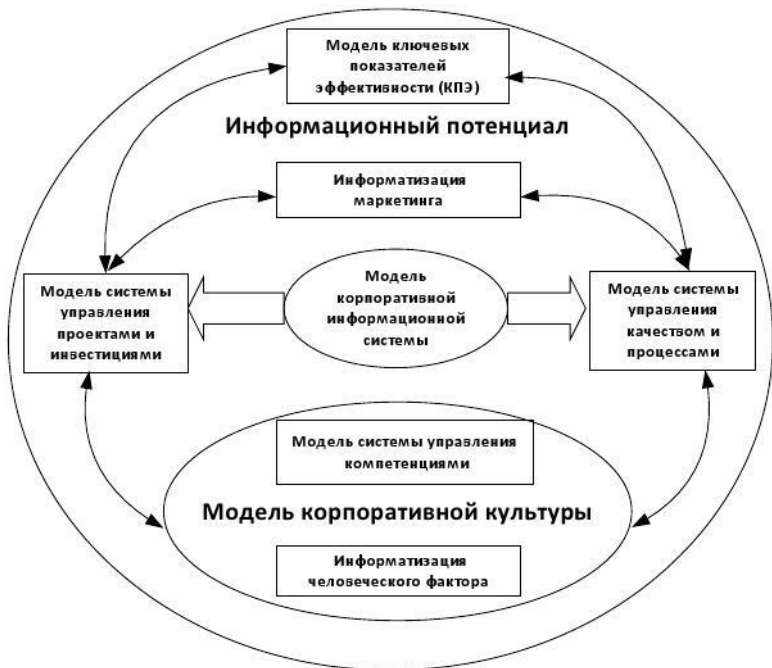 Модель ключевых
показателей
эффективности (КПЭ)
Информационный потенциал
Информатизация
маркетинга
Модель системы
управления
проектами и
инвестициями
Модель
корпоративной
информационной
системы
Модель системы
управления
качеством и
процессами
Модель системы управления
компетенциями
Модель корпоративной культуры
Информатизация
человеческого фактора